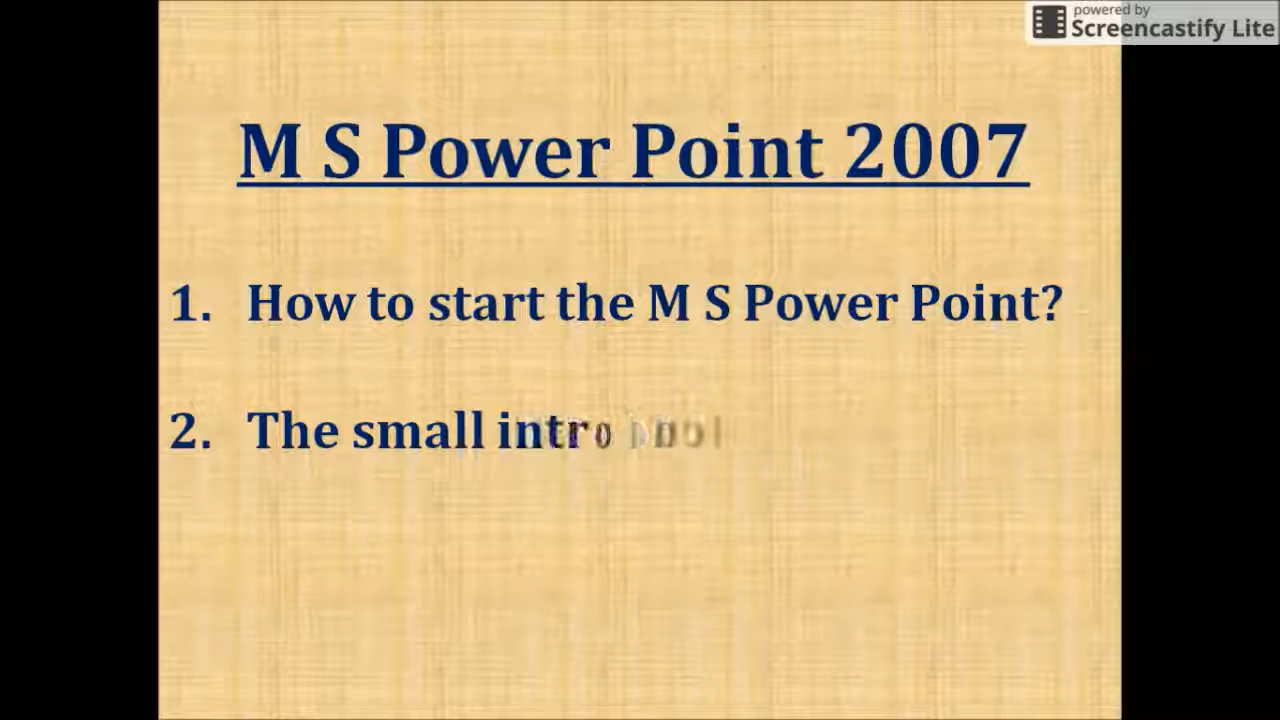 powered by
Screencastify Lite
M S Power Point 2007
1. How to start the M S Power Point?
2. The small intro